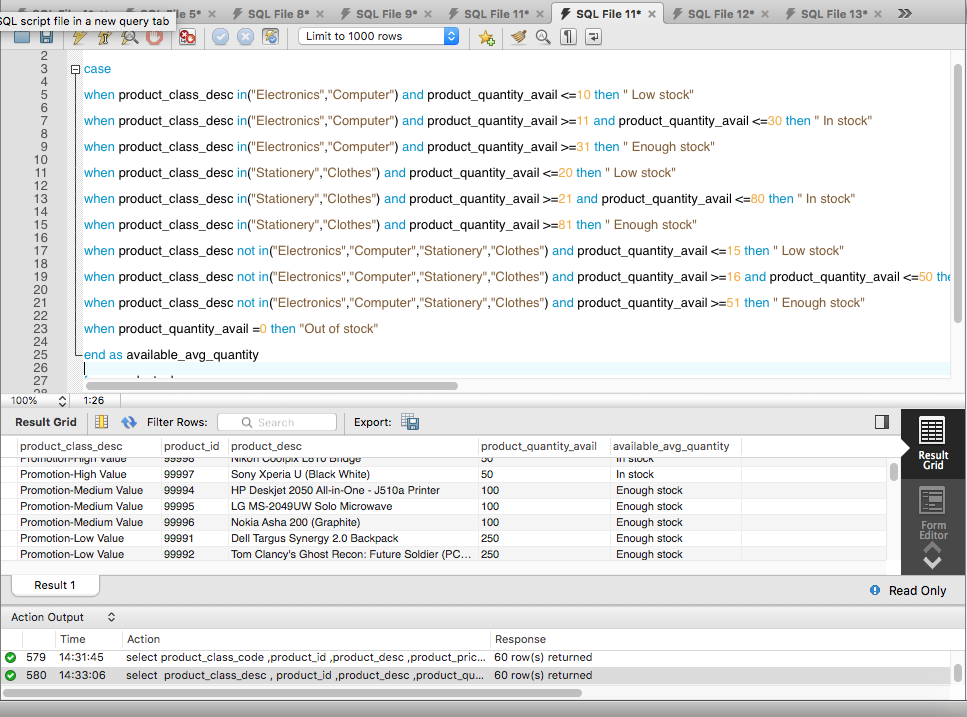 SQL script file in a new query tab
5* × SQL File 8* × SQL File 9* × SQL File 11* × SQL File 11* × SQL File 12* × SQL File 13* ×
Limit to 1000 rows
2
3 case
4
5 when product_class_desc in("Electronics","Computer") and product_quantity_avail <=10 then " Low stock"
6
7 when product_class_desc in("Electronics","Computer") and product_quantity_avail >=11 and product_quantity_avail <=30 then " In stock"
8
9 when product_class_desc in("Electronics","Computer") and product_quantity_avail >=31 then " Enough stock"
10
11 when product_class_desc in("Stationery","Clothes") and product_quantity_avail <=20 then " Low stock"
12
13 when product_class_desc in("Stationery","Clothes") and product_quantity_avail >=21 and product_quantity_avail <=80 then " In stock"
14
15 when product_class_desc in("Stationery","Clothes") and product_quantity_avail >=81 then " Enough stock"
16
17 when product_class_desc not in("Electronics","Computer","Stationery","Clothes") and product_quantity_avail <=15 then " Low stock"
18
19 when product_class_desc not in("Electronics","Computer","Stationery","Clothes") and product_quantity_avail >=16 and product_quantity_avail <=50 the
20
21 when product_class_desc not in("Electronics","Computer","Stationery","Clothes") and product_quantity_avail >=51 then " Enough stock"
22
23 when product_quantity_avail =0 then "Out of stock"
24
25 end as available_avg_quantity
26
27
28
100% 1:26
Result Grid Filter Rows: Search Export:
product_class_desc product_id product_desc product_quantity_avail available_avg_quantity
Promotion-High Value 99998 Nikon Coolpix L810 Bridge 50 In stock
Promotion-High Value 99997 Sony Xperia U (Black White) 50 In stock
Promotion-Medium Value 99994 HP Deskjet 2050 All-in-One - J510a Printer 100 Enough stock
Promotion-Medium Value 99995 LG MS-2049UW Solo Microwave 100 Enough stock
Promotion-Medium Value 99996 Nokia Asha 200 (Graphite) 100 Enough stock
Promotion-Low Value 99991 Dell Targus Synergy 2.0 Backpack 250 Enough stock
Promotion-Low Value 99992 Tom Clancy's Ghost Recon: Future Soldier (PC... 250 Enough stock
Result
Grid
Form
Editor
Result 1
Read Only
Action Output
Time Action Response
579 14:31:45 select product_class_code ,product_id ,product_desc ,product_pric... 60 row(s) returned
580 14:33:06 select product_class_desc , product_id ,product_desc ,product_qu... 60 row(s) returned